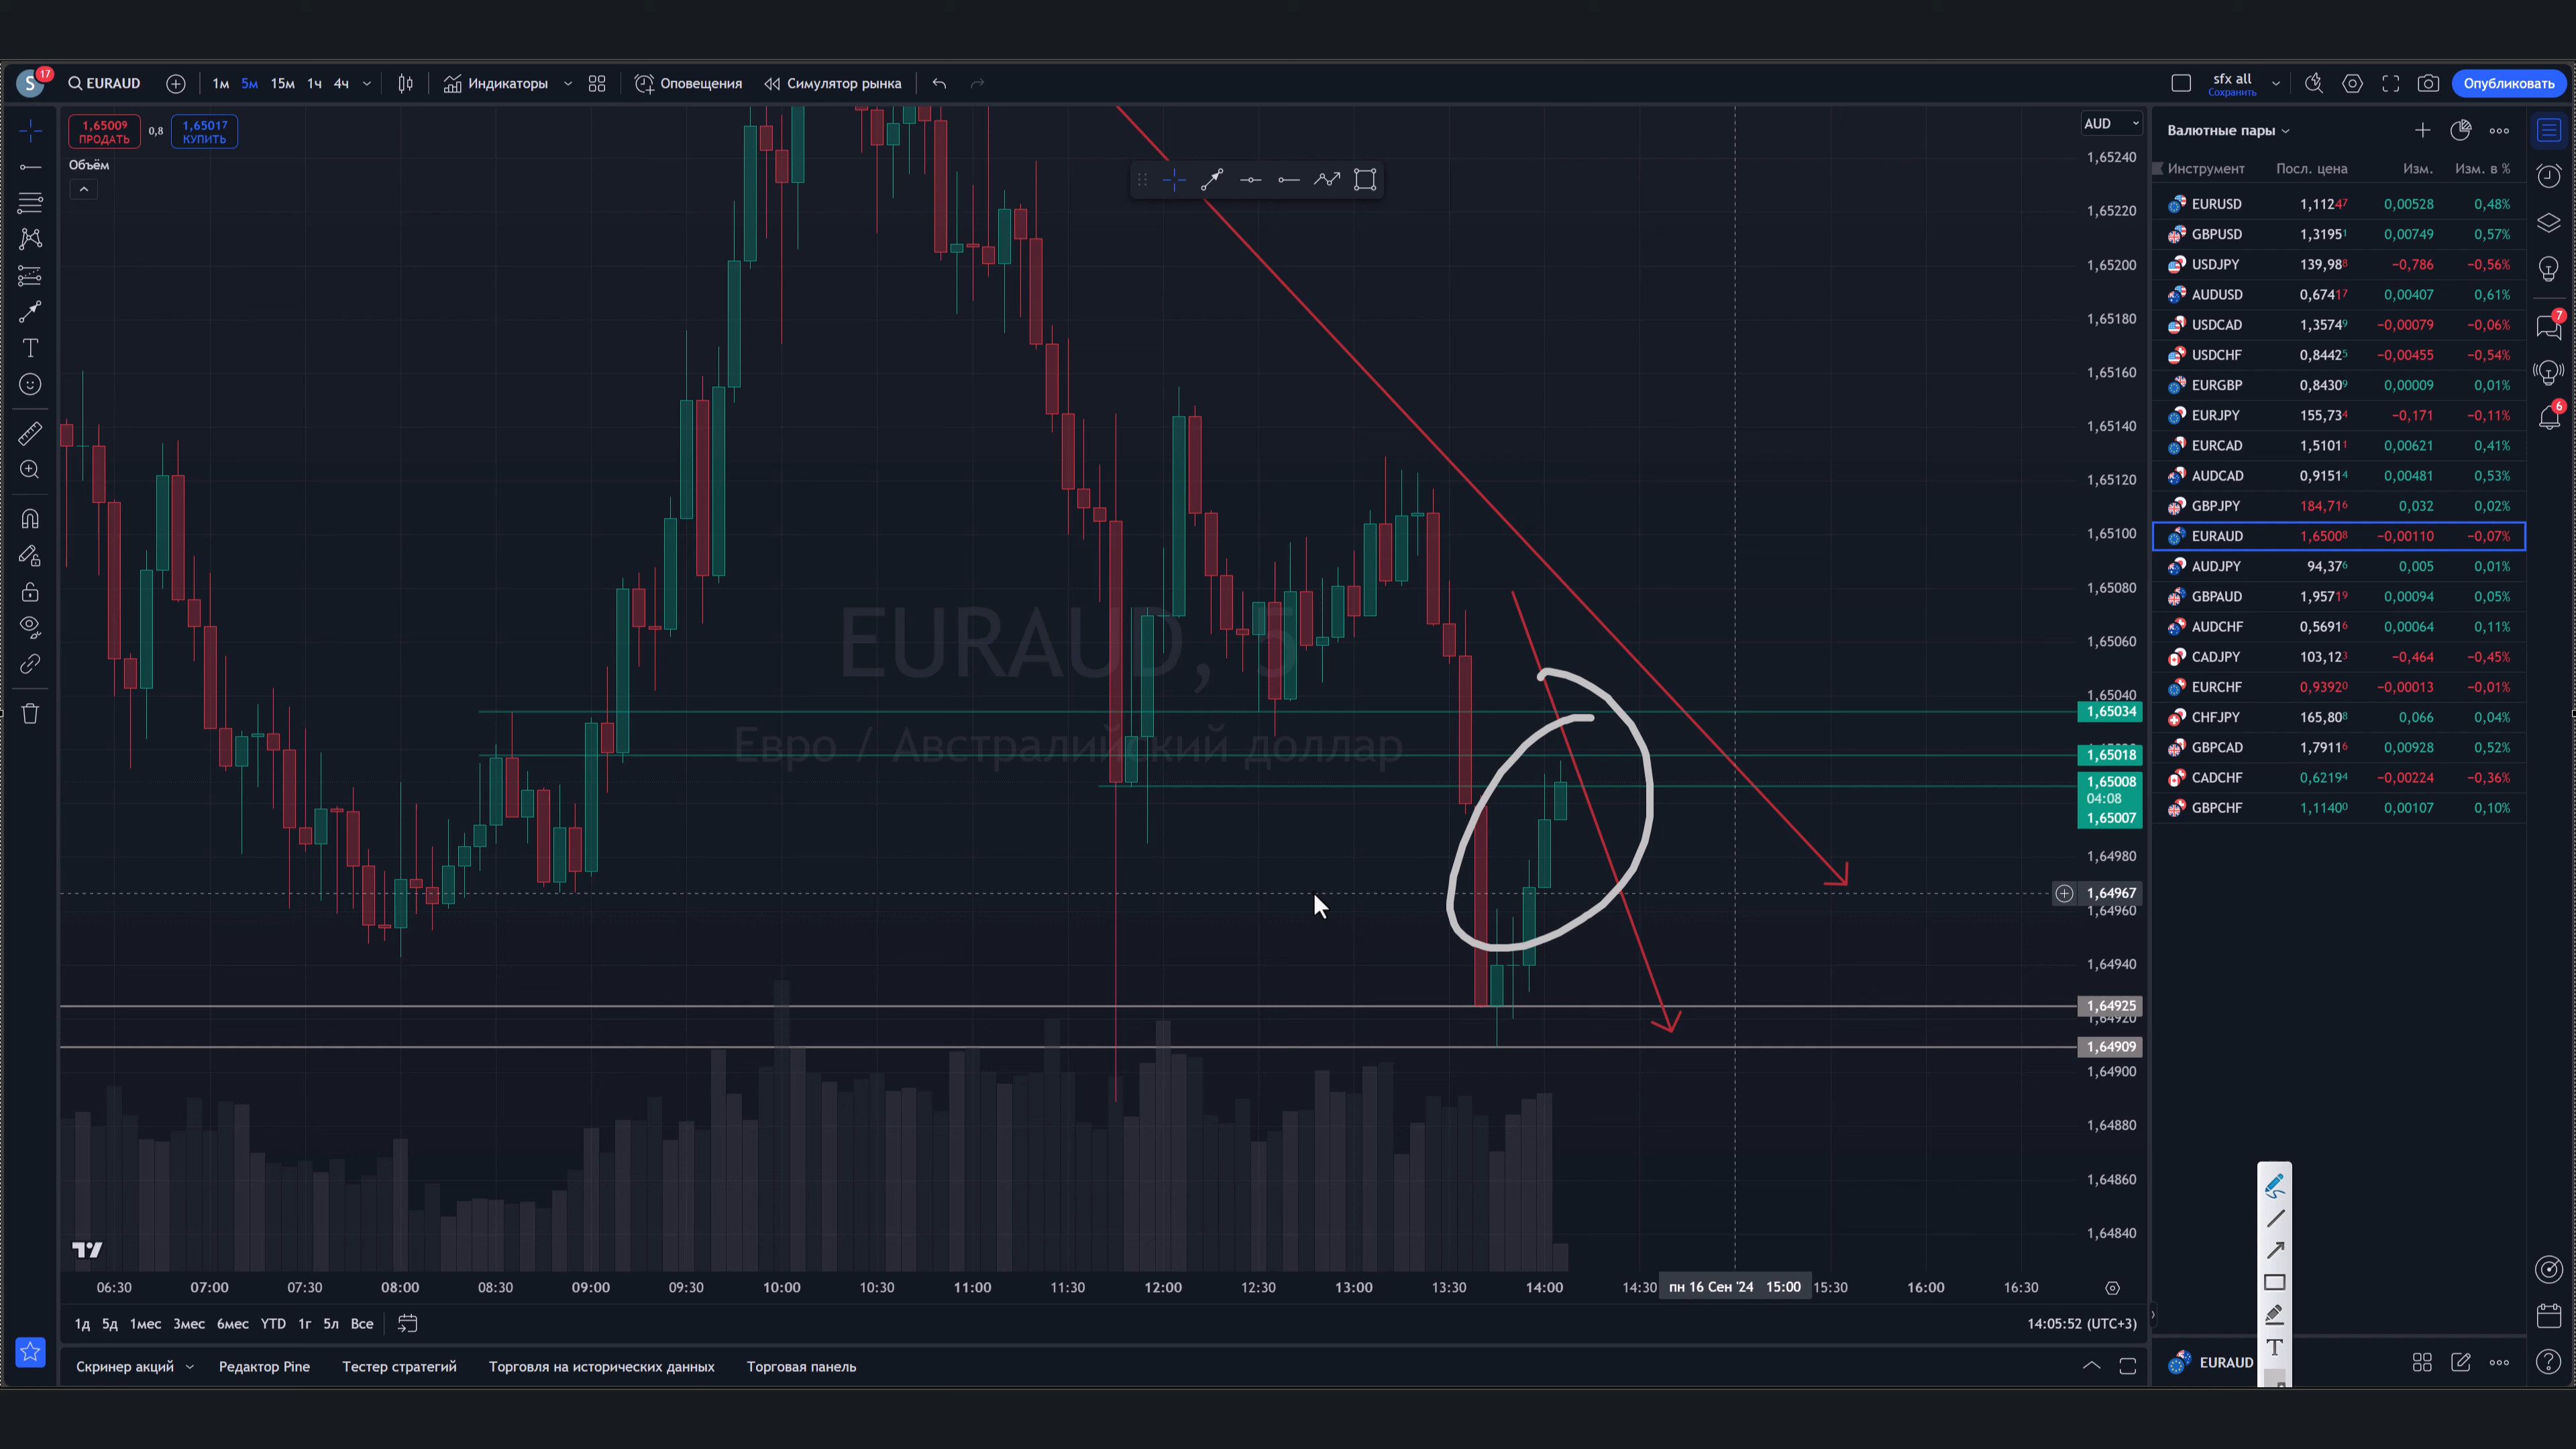 S 17 EURAUD 1м 5м 15м 1ч 4ч Индикаторы Оповещения Симулятор рынка sfx all Сохранить Опубликовать
1,65009 ПРОДАТЬ 0,8 1,65017 КУПИТЬ
Объём
AUD
1,65240
1,65220
1,65200
1,65180
1,65160
1,65140
1,65120
1,65100
1,65080
1,65060
1,65040
1,65034
1,65018
1,65008
04:08
1,65007
1,64980
1,64967
1,64960
1,64940
1,64925
1,64920
1,64909
1,64900
1,64880
1,64860
1,64840
EURAUD, 5
Евро / Австралийский доллар
06:30 07:00 07:30 08:00 08:30 09:00 09:30 10:00 10:30 11:00 11:30 12:00 12:30 13:00 13:30 14:00 14:30 пн 16 Сен '24 15:00 15:30 16:00 16:30
1д 5д 1мес 3мес 6мес YTD 1г 5л Все 14:05:52 (UTC+3)
Скринер акций Редактор Pine Тестер стратегий Торговля на исторических данных Торговая панель
Валютные пары
Инструмент Посл. цена Изм. Изм. в %
EURUSD 1,11247 0,00528 0,48%
GBPUSD 1,31951 0,00749 0,57%
USDJPY 139,988 −0,786 −0,56%
AUDUSD 0,67417 0,00407 0,61%
USDCAD 1,35749 −0,00079 −0,06%
USDCHF 0,84425 −0,00455 −0,54%
EURGBP 0,84309 0,00009 0,01%
EURJPY 155,734 −0,171 −0,11%
EURCAD 1,51011 0,00621 0,41%
AUDCAD 0,91514 0,00481 0,53%
GBPJPY 184,716 0,032 0,02%
EURAUD 1,65008 −0,00110 −0,07%
AUDJPY 94,376 0,005 0,01%
GBPAUD 1,95719 0,00094 0,05%
AUDCHF 0,56916 0,00064 0,11%
CADJPY 103,123 −0,464 −0,45%
EURCHF 0,93920 −0,00013 −0,01%
CHFJPY 165,808 0,066 0,04%
GBPCAD 1,79116 0,00928 0,52%
CADCHF 0,62194 −0,00224 −0,36%
GBPCHF 1,11400 0,00107 0,10%
7
6
EURAUD